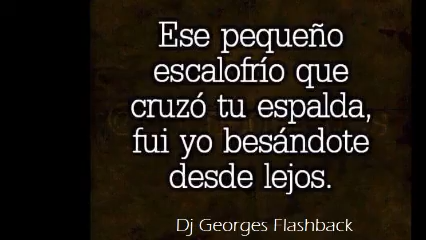 Ese pequeño
escalofrío que
cruzó tu espalda,
fui yo besándote
desde lejos.
Dj Georges Flashback